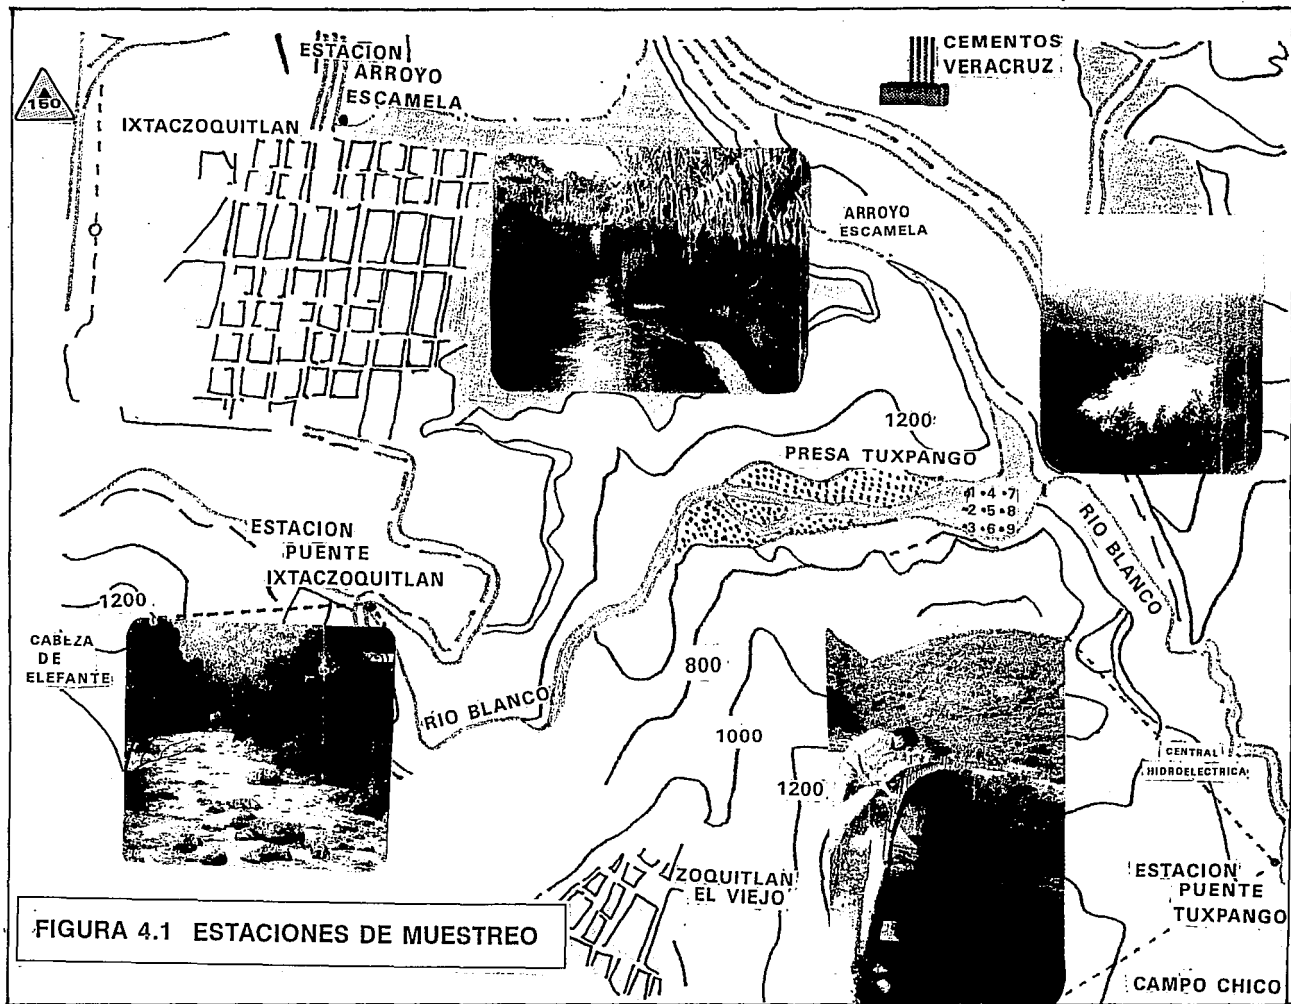 ESTACION
ARROYO
ESCAMELA
CEMENTOS
VERACRUZ
150
IXTACZOQUITLAN
ARROYO
ESCAMELA
1200
PRESA TUXPANGO
1 4 7
2 5 8
3 6 9
RIO BLANCO
ESTACION
PUENTE
IXTACZOQUITLAN
1200
CABEZA
DE
ELEFANTE
RIO BLANCO
800
1000
1200
CENTRAL
HIDROELECTRICA
ZOQUITLAN
EL VIEJO
ESTACION
PUENTE
TUXPANGO
CAMPO CHICO
FIGURA 4.1 ESTACIONES DE MUESTREO